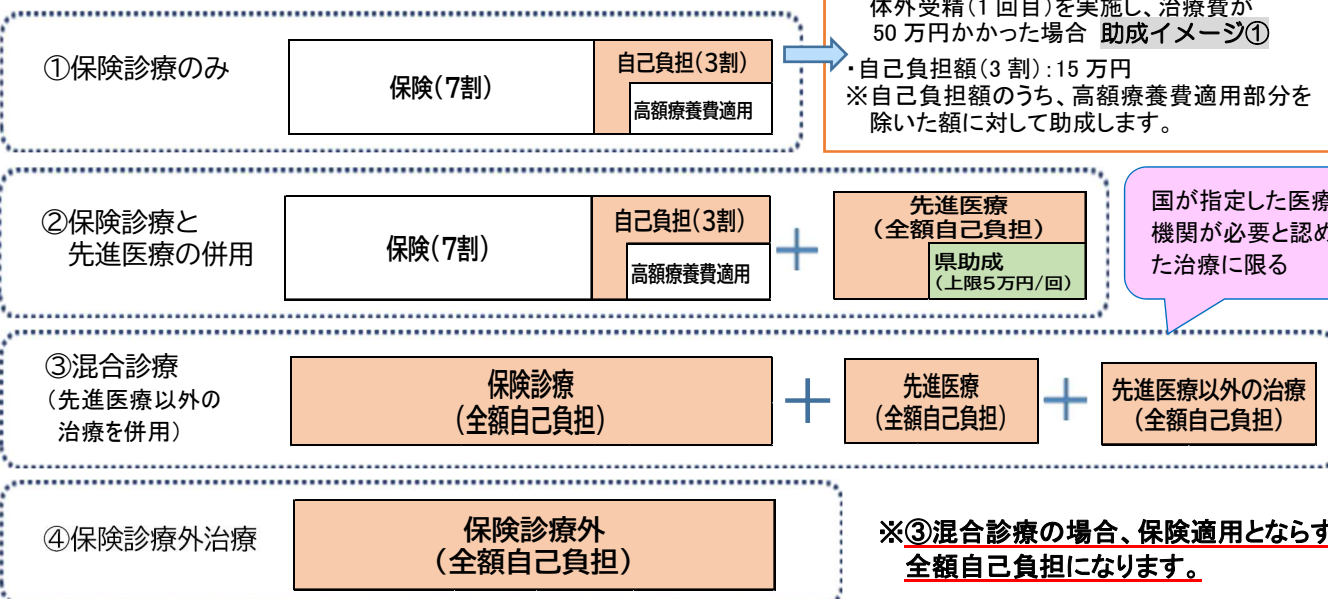 体外受精(1回目)を実施し、治療費が
50万円かかった場合 助成イメージ①
・自己負担額(3割):15万円
※自己負担額のうち、高額療養費適用部分を
除いた額に対して助成します。
①保険診療のみ
保険(7割)
自己負担(3割)
高額療養費適用
②保険診療と
先進医療の併用
保険(7割)
自己負担(3割)
高額療養費適用
+
先進医療
(全額自己負担)
県助成
(上限5万円/回)
国が指定した医療
機関が必要と認め
た治療に限る
③混合診療
(先進医療以外の
治療を併用)
保険診療
(全額自己負担)
+
先進医療
(全額自己負担)
+
先進医療以外の治療
(全額自己負担)
④保険診療外治療
保険診療外
(全額自己負担)
※③混合診療の場合、保険適用とならず
全額自己負担になります。